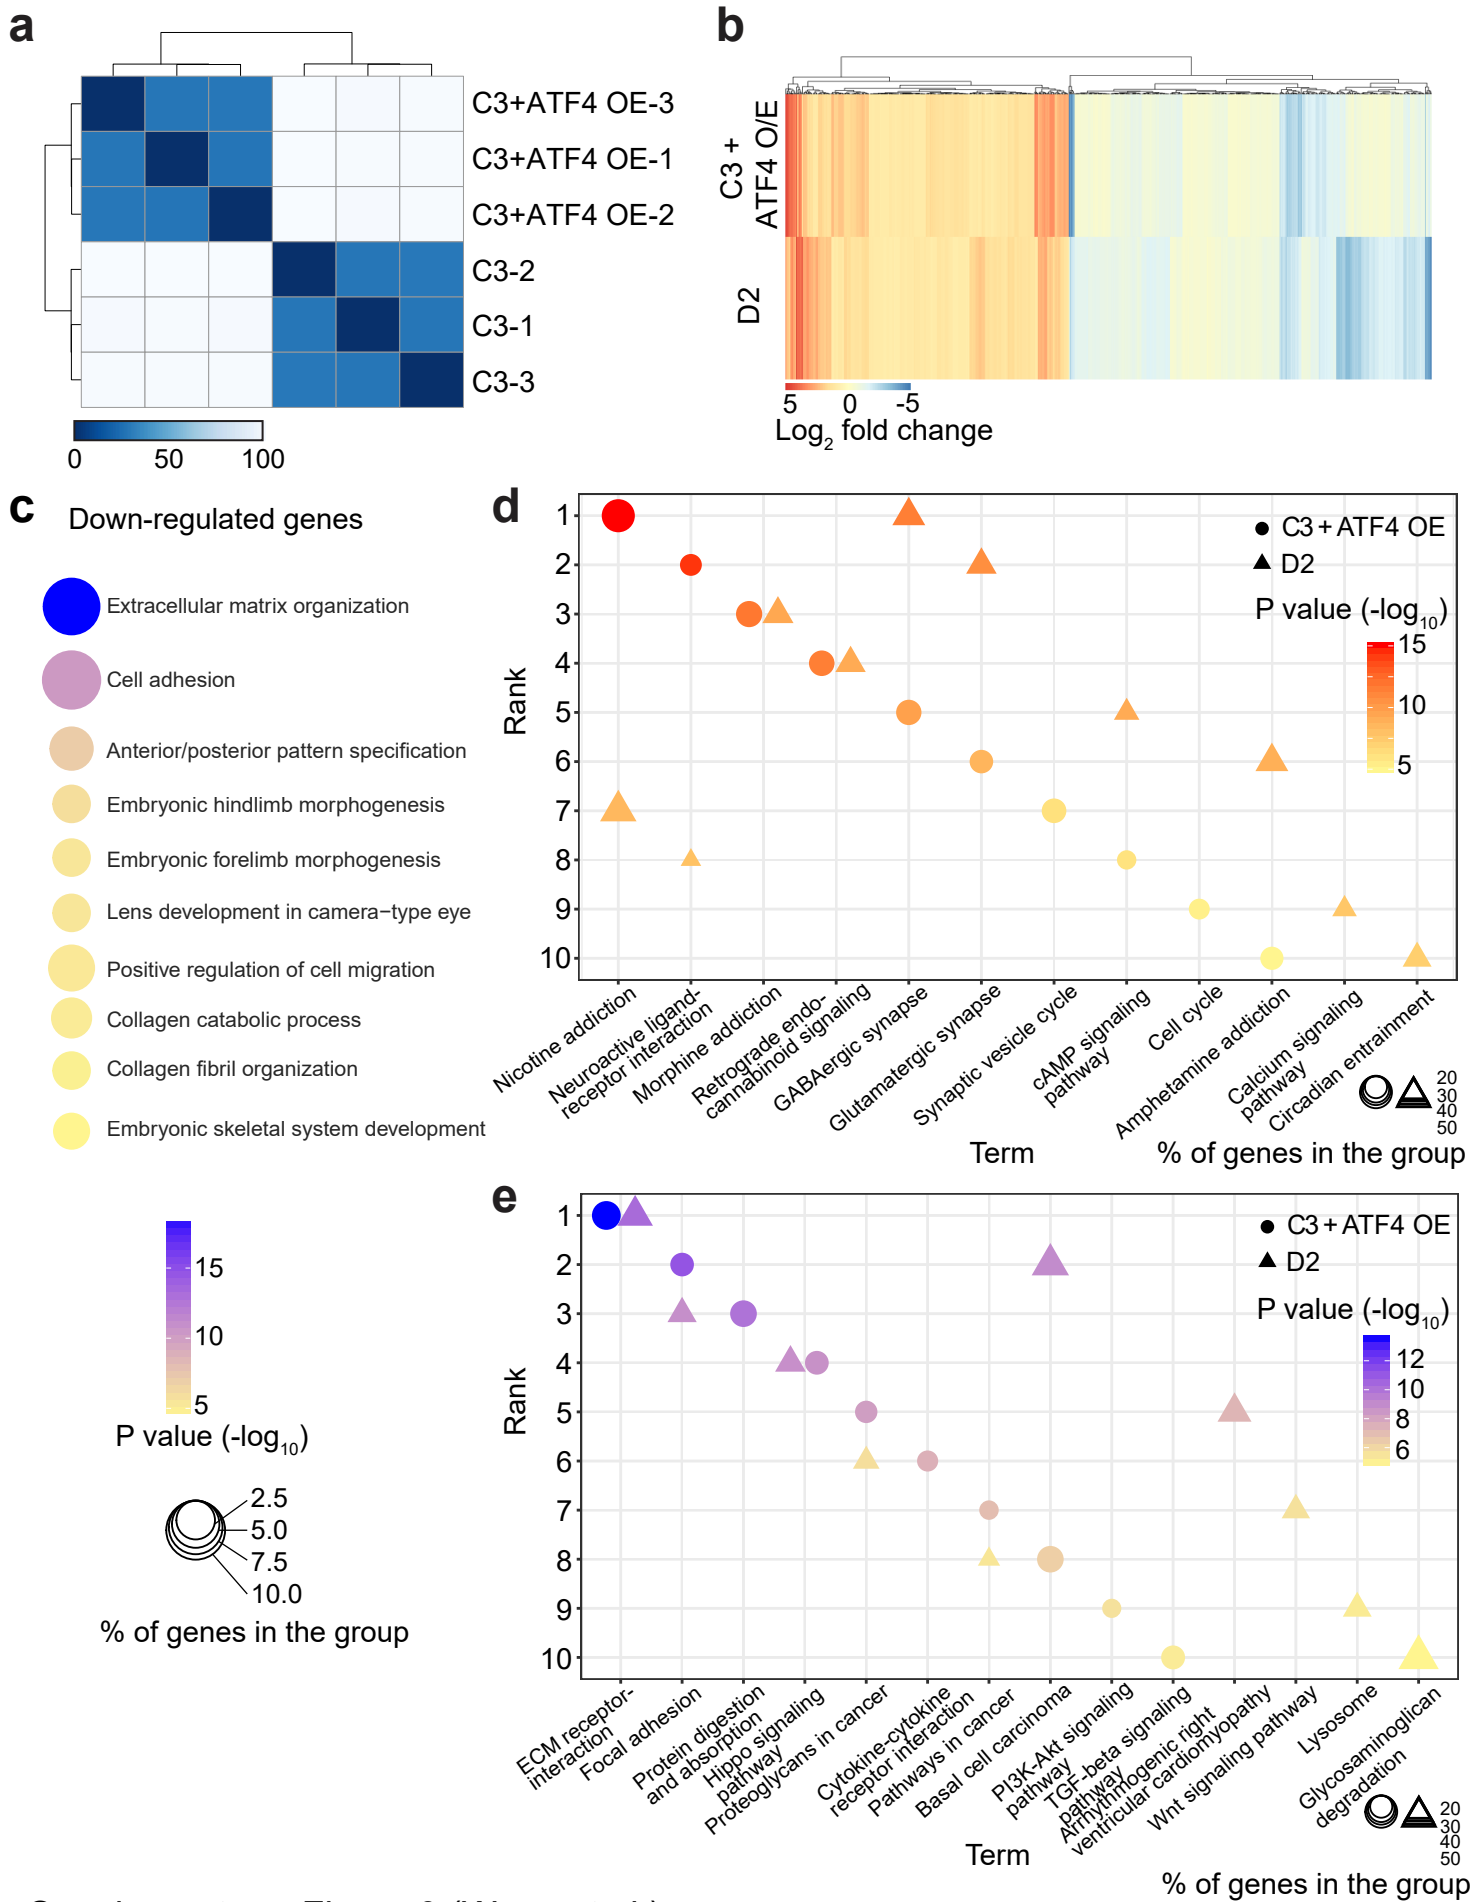 a
C3+ATF4 OE-3
C3+ATF4 OE-1
C3+ATF4 OE-2
C3-2
C3-1
C3-3
0 50 100
b
C3 +
ATF4 O/E
D2
5 0 -5
Log2 fold change
c
Down-regulated genes
Extracellular matrix organization
Cell adhesion
Anterior/posterior pattern specification
Embryonic hindlimb morphogenesis
Embryonic forelimb morphogenesis
Lens development in camera−type eye
Positive regulation of cell migration
Collagen catabolic process
Collagen fibril organization
Embryonic skeletal system development
15
10
5
P value (-log10)
2.5
5.0
7.5
10.0
% of genes in the group
d
Rank
1
2
3
4
5
6
7
8
9
10
C3+ATF4 OE
D2
P value (-log10)
15
10
5
Nicotine addiction
Neuroactive ligand-
receptor interaction
Morphine addiction
Retrograde endo-
cannabinoid signaling
GABAergic synapse
Glutamatergic synapse
Synaptic vesicle cycle
cAMP signaling
pathway
Cell cycle
Amphetamine addiction
Calcium signaling
pathway
Circadian entrainment
20
30
40
50
Term
% of genes in the group
e
Rank
1
2
3
4
5
6
7
8
9
10
C3+ATF4 OE
D2
P value (-log10)
12
10
8
6
ECM receptor-
interaction
Focal adhesion
Protein digestion
and absorption
Hippo signaling
pathway
Proteoglycans in cancer
Cytokine-cytokine
receptor interaction
Pathways in cancer
Basal cell carcinoma
PI3K-Akt signaling
pathway
TGF-beta signaling
pathway
Arrhythmogenic right
ventricular cardiomyopathy
Wnt signaling pathway
Lysosome
Glycosaminoglican
degradation
20
30
40
50
Term
% of genes in the group